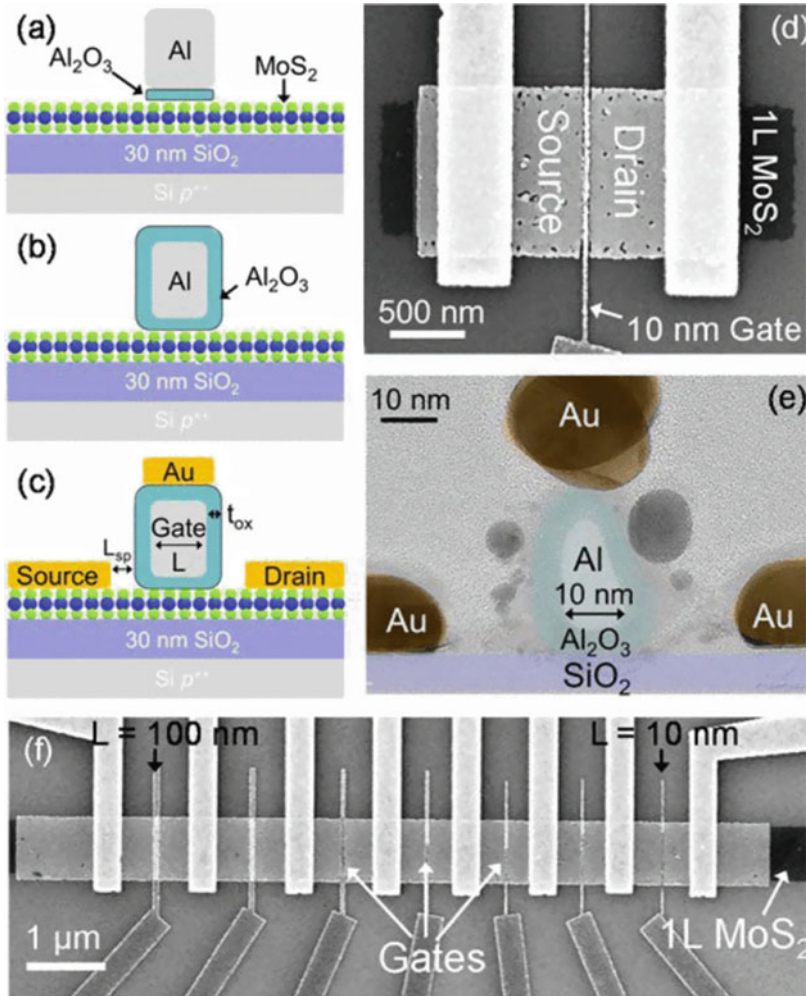 (a)
Al
Al₂O₃
MoS₂
30 nm SiO₂
Si p⁺⁺
(b)
Al
Al₂O₃
30 nm SiO₂
Si p⁺⁺
(c)
Au
Gate
L
t_ox
L_sp
Source
Drain
30 nm SiO₂
Si p⁺⁺
(d)
Source
Drain
1L MoS₂
500 nm
10 nm Gate
(e)
10 nm
Au
Al
10 nm
Au
Au
Al₂O₃
SiO₂
(f)
L = 100 nm
L = 10 nm
1 µm
Gates
1L MoS₂